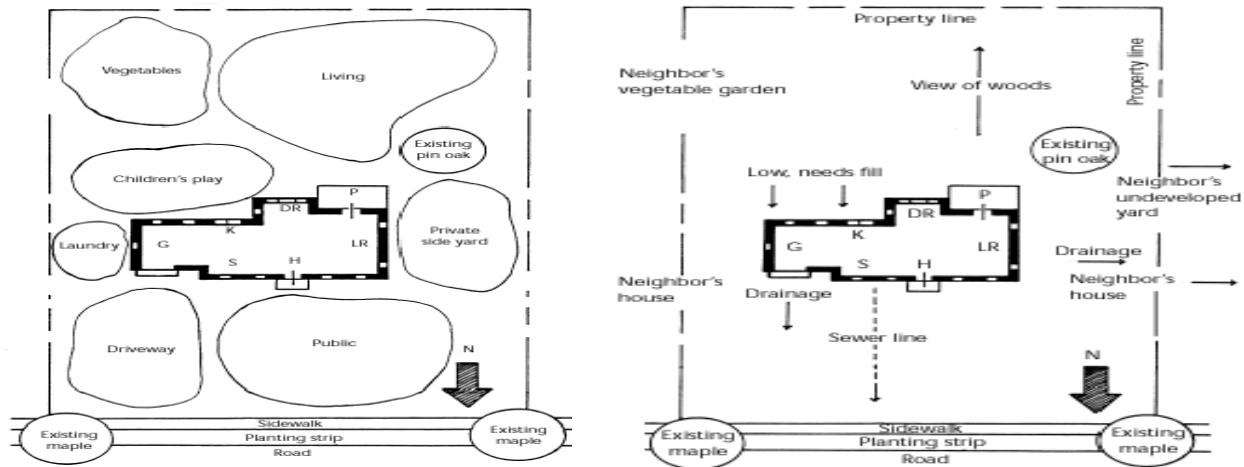 Vegetables
Living
Existing
pin oak
Children's play
P
DR
Laundry
G
K
LR
Private
side yard
S
H
Driveway
Public
N
Existing
maple
Sidewalk
Planting strip
Road
Existing
maple
Property line
Property line
Neighbor's
vegetable garden
View of woods
Existing
pin oak
Low, needs fill
P
Neighbor's
undeveloped
yard
DR
K
G
LR
Drainage
S
H
Neighbor's
house
Neighbor's
house
Drainage
Sewer line
N
Existing
maple
Sidewalk
Planting strip
Road
Existing
maple